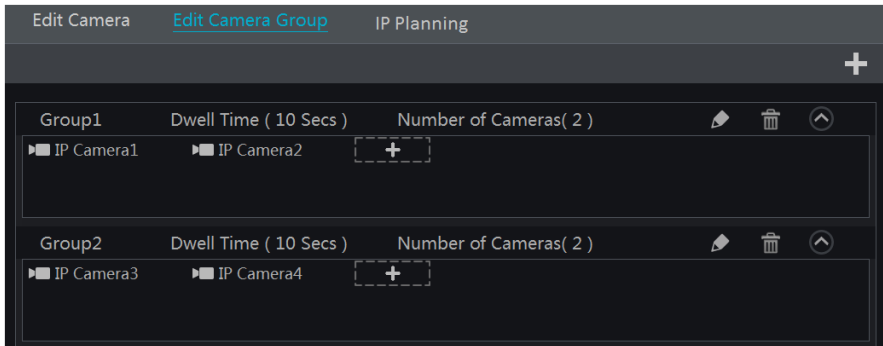 Edit Camera Edit Camera Group IP Planning
Group1 Dwell Time ( 10 Secs ) Number of Cameras( 2 )
IP Camera1 IP Camera2
Group2 Dwell Time ( 10 Secs ) Number of Cameras( 2 )
IP Camera3 IP Camera4